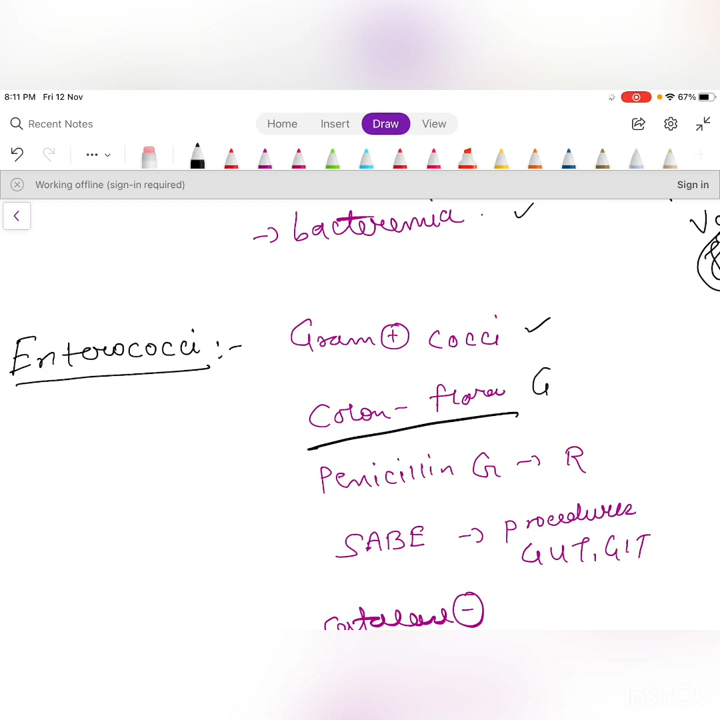 8:11 PM Fri 12 Nov
67%
Recent Notes
Home Insert Draw View
Working offline (sign-in required)
Sign in
→ bacteremia . ✓
Enterococci :-
Gram ⊕ cocci ✓
Colon - flora G
Penicillin G → R
SABE → procedures
GUT, GIT